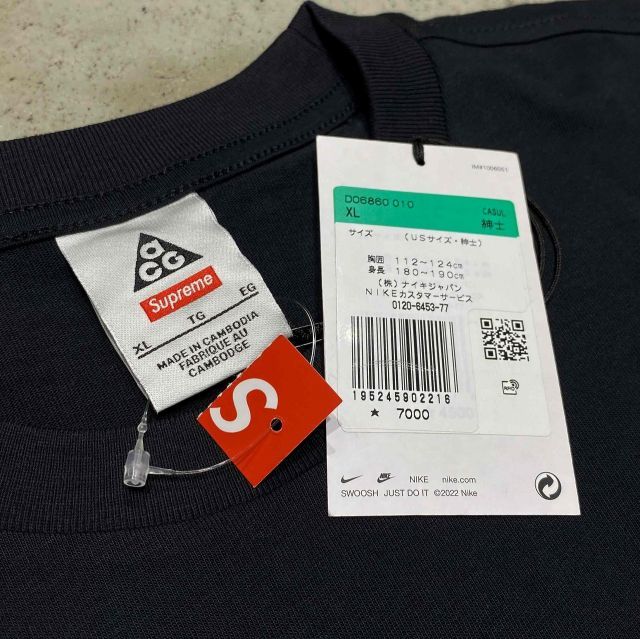 ACG
Supreme
XL TG EG
MADE IN CAMBODIA
FABRIQUE AU
CAMBODGE
S
IM#1006051
DO6860 010
XL CASUL
サイズ (USサイズ・紳士) 紳士
胸囲 112~124cm
身長 180~190cm
(株)ナイキジャパン
NIKEカスタマーサービス
0120-6453-77
195245902216
★ 7000
RFID
NIKE nike.com
SWOOSH JUST DO IT ©2022 Nike